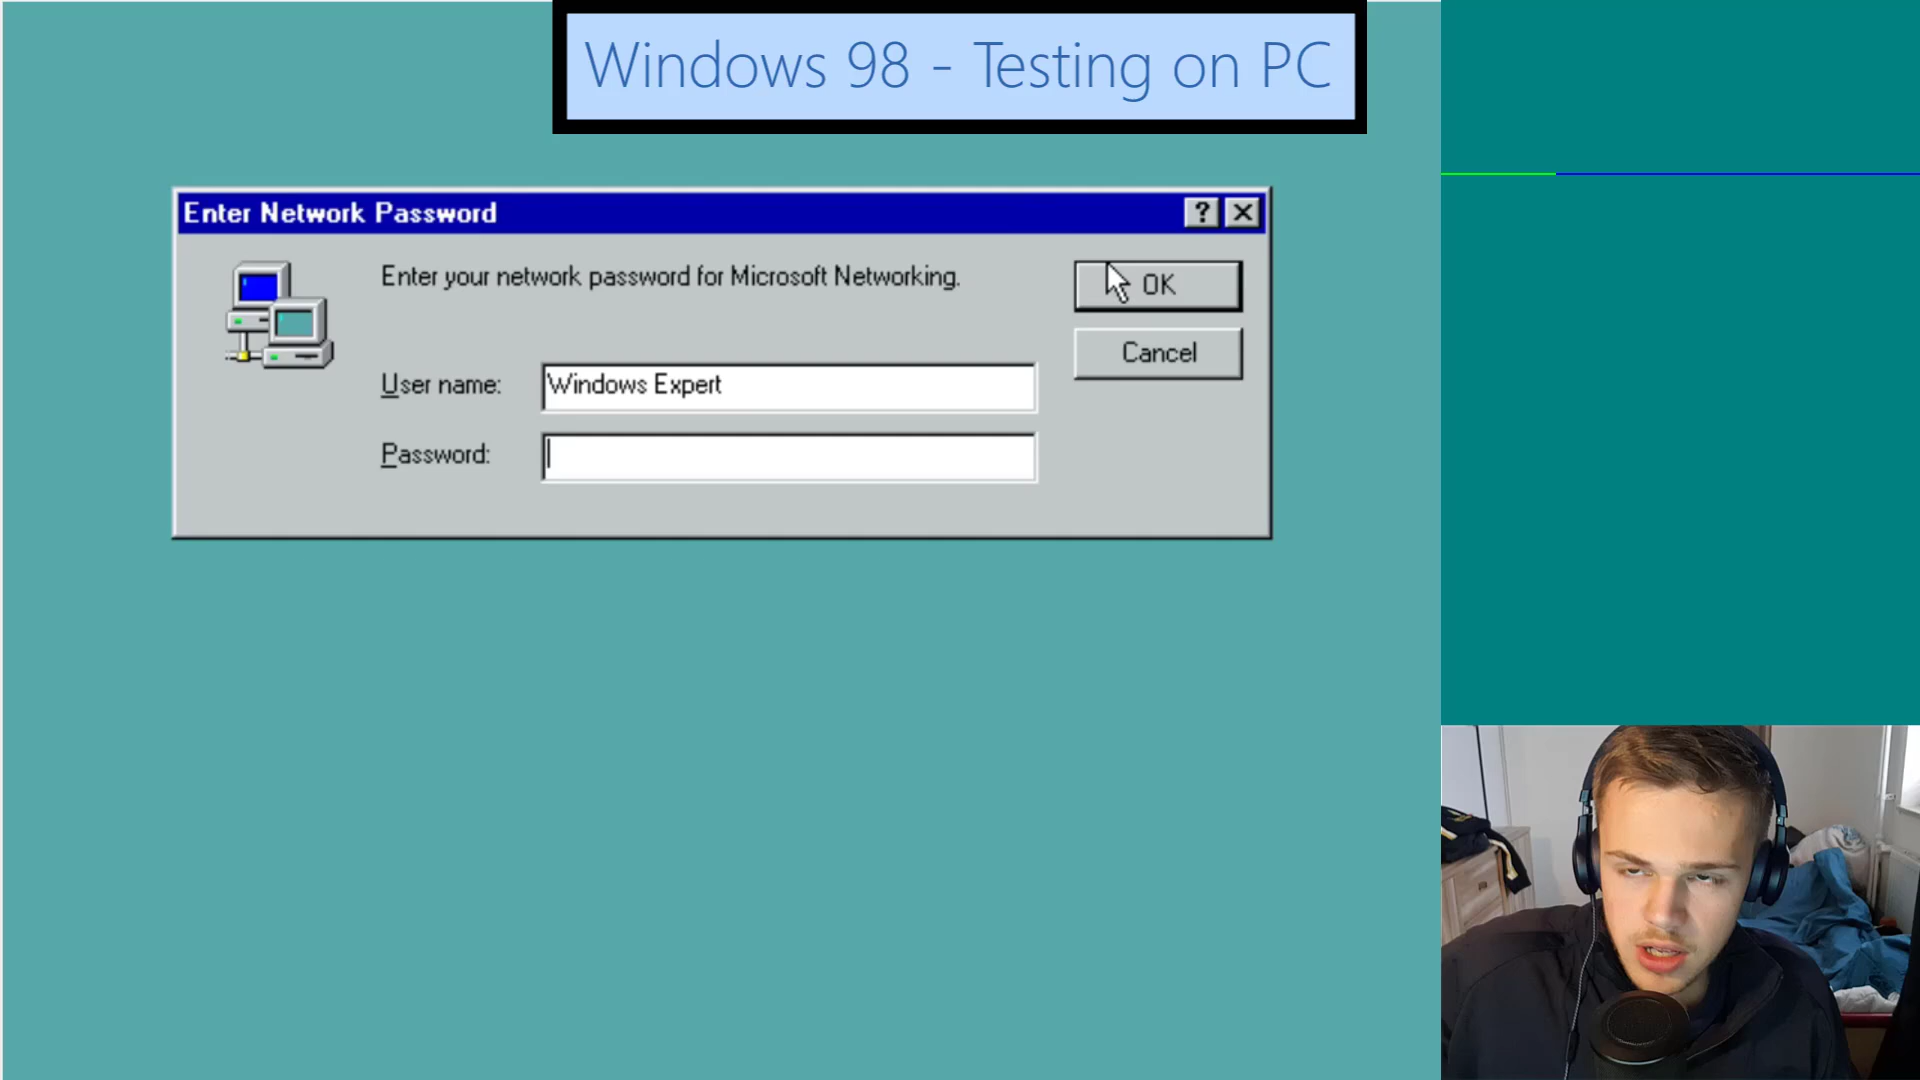 Windows 98 - Testing on PC
Enter Network Password
?
Enter your network password for Microsoft Networking.
OK
Cancel
User name:
Windows Expert
Password: